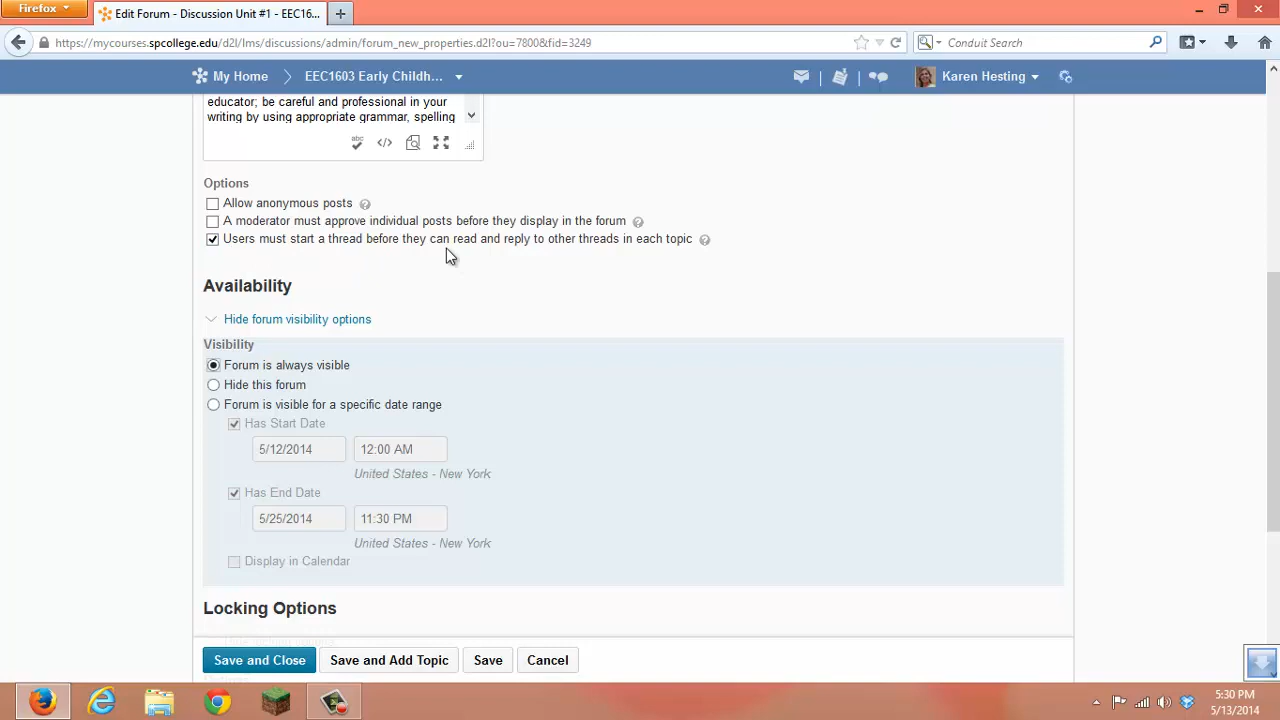 Firefox
Edit Forum - Discussion Unit #1 - EEC16...
https://mycourses.spcollege.edu/d2l/lms/discussions/admin/forum_new_properties.d2l?ou=7800&fid=3249
Conduit Search
My Home
EEC1603 Early Childh...
Karen Hesting
educator; be careful and professional in your
writing by using appropriate grammar, spelling
abc
Options
Allow anonymous posts
A moderator must approve individual posts before they display in the forum
Users must start a thread before they can read and reply to other threads in each topic
Availability
Hide forum visibility options
Visibility
Forum is always visible
Hide this forum
Forum is visible for a specific date range
Has Start Date
5/12/2014 12:00 AM
United States - New York
Has End Date
5/25/2014 11:30 PM
United States - New York
Display in Calendar
Locking Options
Save and Close Save and Add Topic Save Cancel
5:30 PM
5/13/2014